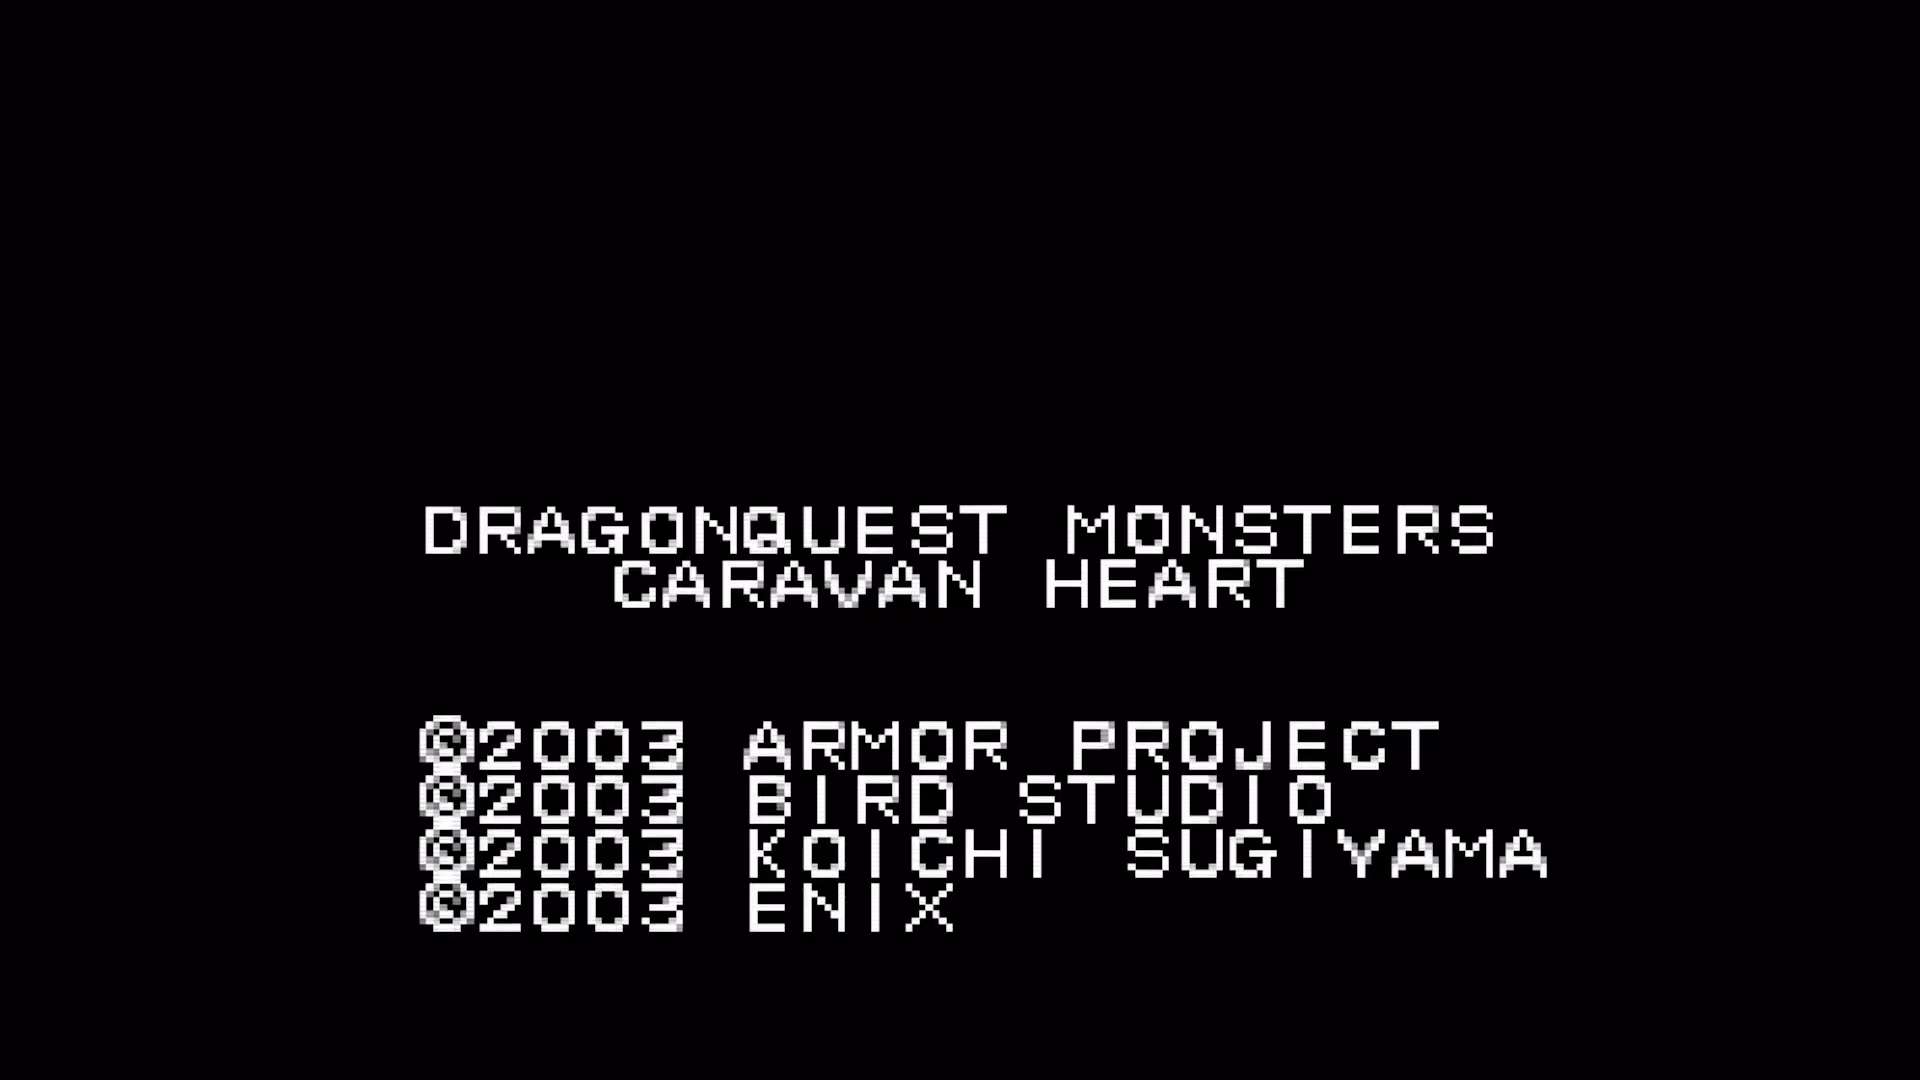 DRAGONQUEST MONSTERS
CARAVAN HEART
©2003 ARMOR PROJECT
©2003 BIRD STUDIO
©2003 KOICHI SUGIYAMA
©2003 ENIX